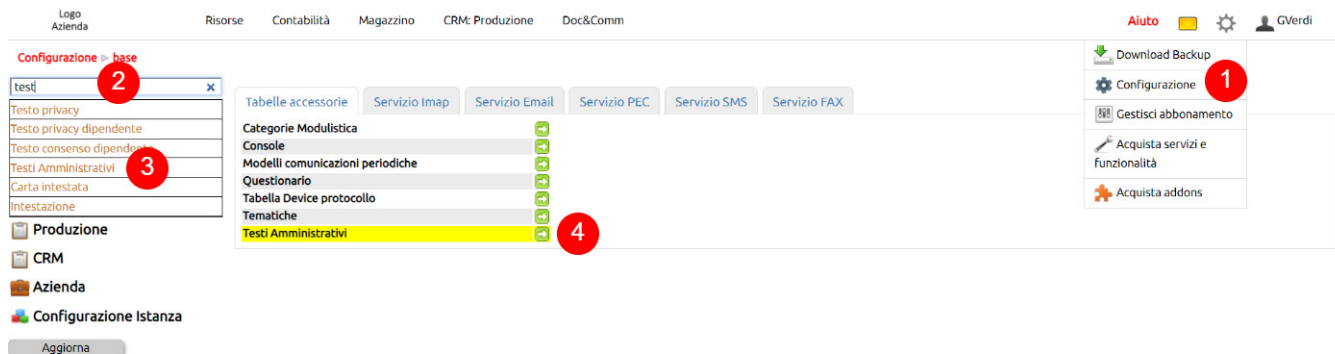 Logo
Azienda
Risorse
Contabilità
Magazzino
CRM: Produzione
Doc&Comm
Aiuto
GVerdi
Configurazione ▷ base
Download Backup
Configurazione
1
Gestisci abbonamento
Acquista servizi e
funzionalità
Acquista addons
test
×
2
Testo privacy
Testo privacy dipendente
Testo consenso dipendente
Testi Amministrativi
3
Carta intestata
Intestazione
Produzione
CRM
Azienda
Configurazione Istanza
Aggiorna
Tabelle accessorie
Servizio Imap
Servizio Email
Servizio PEC
Servizio SMS
Servizio FAX
Categorie Modulistica
Console
Modelli comunicazioni periodiche
Questionario
Tabella Device protocollo
Tematiche
Testi Amministrativi
4